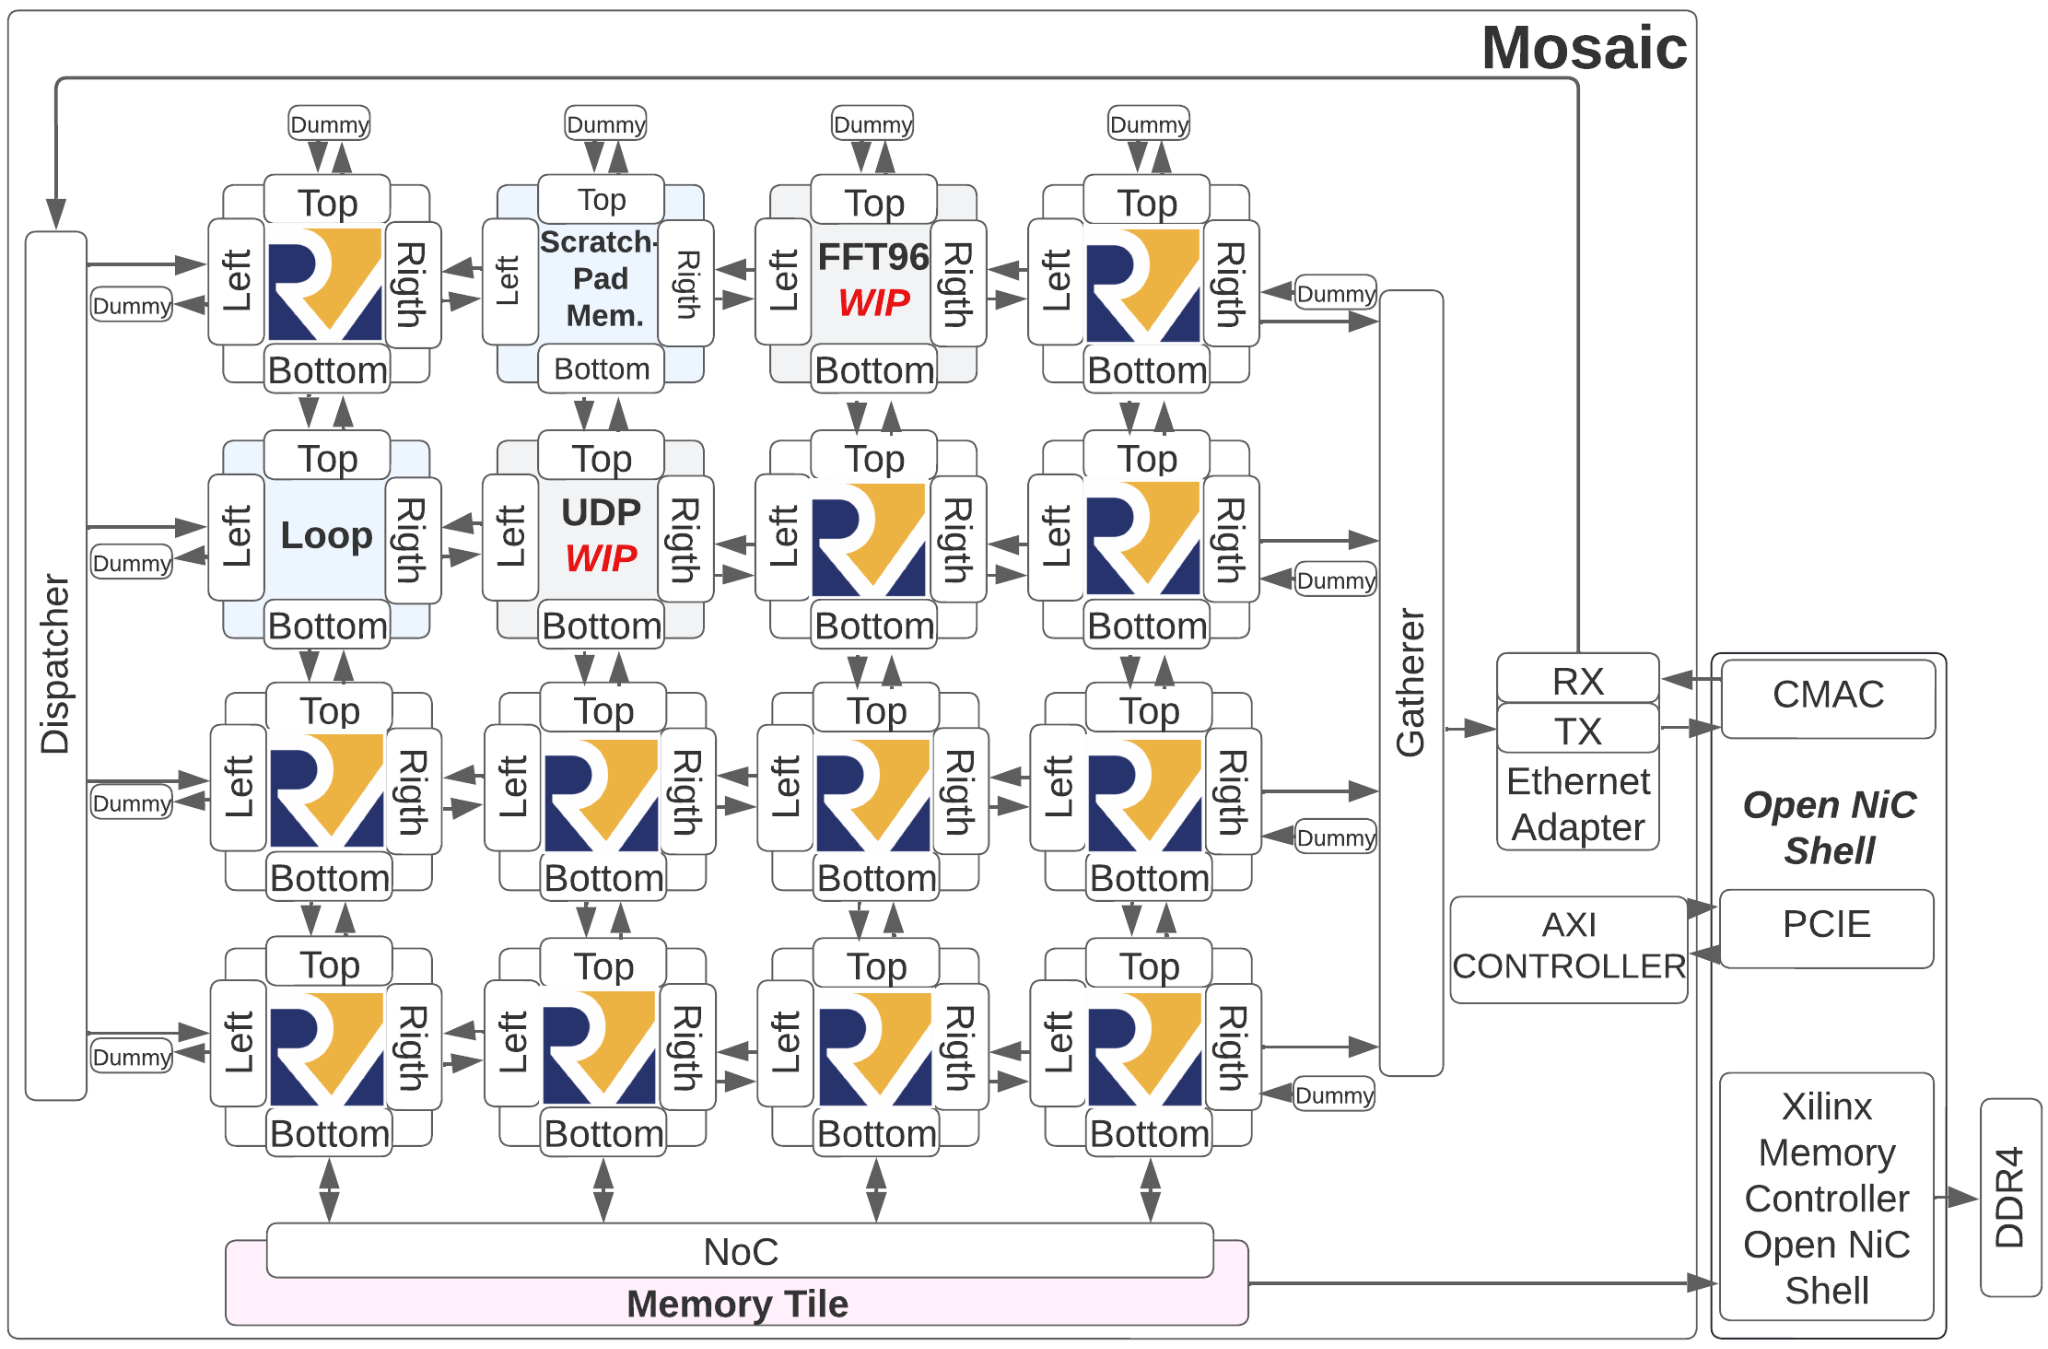 Mosaic
Dummy
Dummy
Dummy
Dummy
Top
Top
Top
Top
Left
Rigth
Left
Scratch-
Pad
Mem.
Rigth
Left
FFT96
WIP
Rigth
Left
Rigth
Dummy
Dummy
Bottom
Bottom
Bottom
Bottom
Top
Top
Top
Top
Left
Loop
Rigth
Left
UDP
WIP
Rigth
Left
Rigth
Left
Rigth
Dummy
Dummy
Bottom
Bottom
Bottom
Bottom
Dispatcher
Gatherer
Top
Top
Top
Top
Left
Rigth
Left
Rigth
Left
Rigth
Left
Rigth
Dummy
Dummy
Bottom
Bottom
Bottom
Bottom
Top
Top
Top
Top
Left
Rigth
Left
Rigth
Left
Rigth
Left
Rigth
Dummy
Dummy
Bottom
Bottom
Bottom
Bottom
NoC
Memory Tile
RX
TX
Ethernet
Adapter
AXI
CONTROLLER
CMAC
Open NiC
Shell
PCIE
Xilinx
Memory
Controller
Open NiC
Shell
DDR4